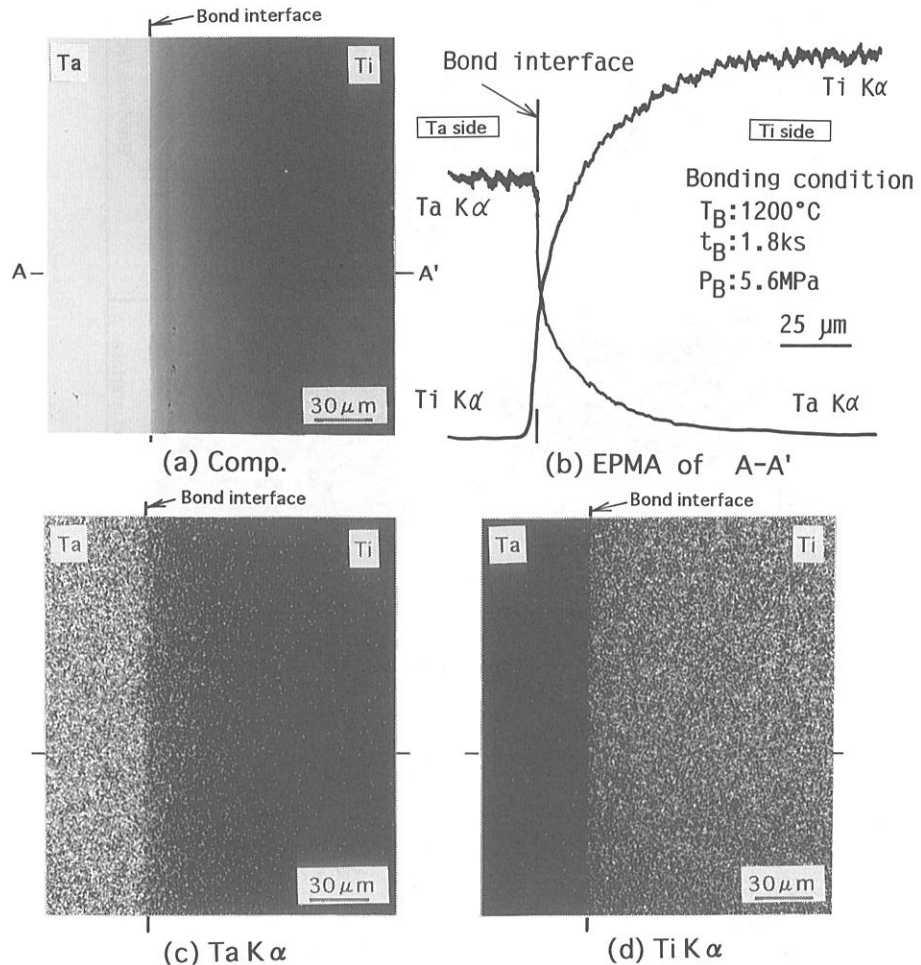 Bond interface
Ta
Ti
A
A'
30μm
(a) Comp.
Bond interface
Ta side
Ti side
Ti Kα
Ta Kα
Bonding condition
TB:1200°C
tB:1.8ks
PB:5.6MPa
25 μm
Ti Kα
Ta Kα
(b) EPMA of A-A'
Bond interface
Ta
Ti
30μm
(c) Ta K α
Bond interface
Ta
Ti
30μm
(d) Ti K α